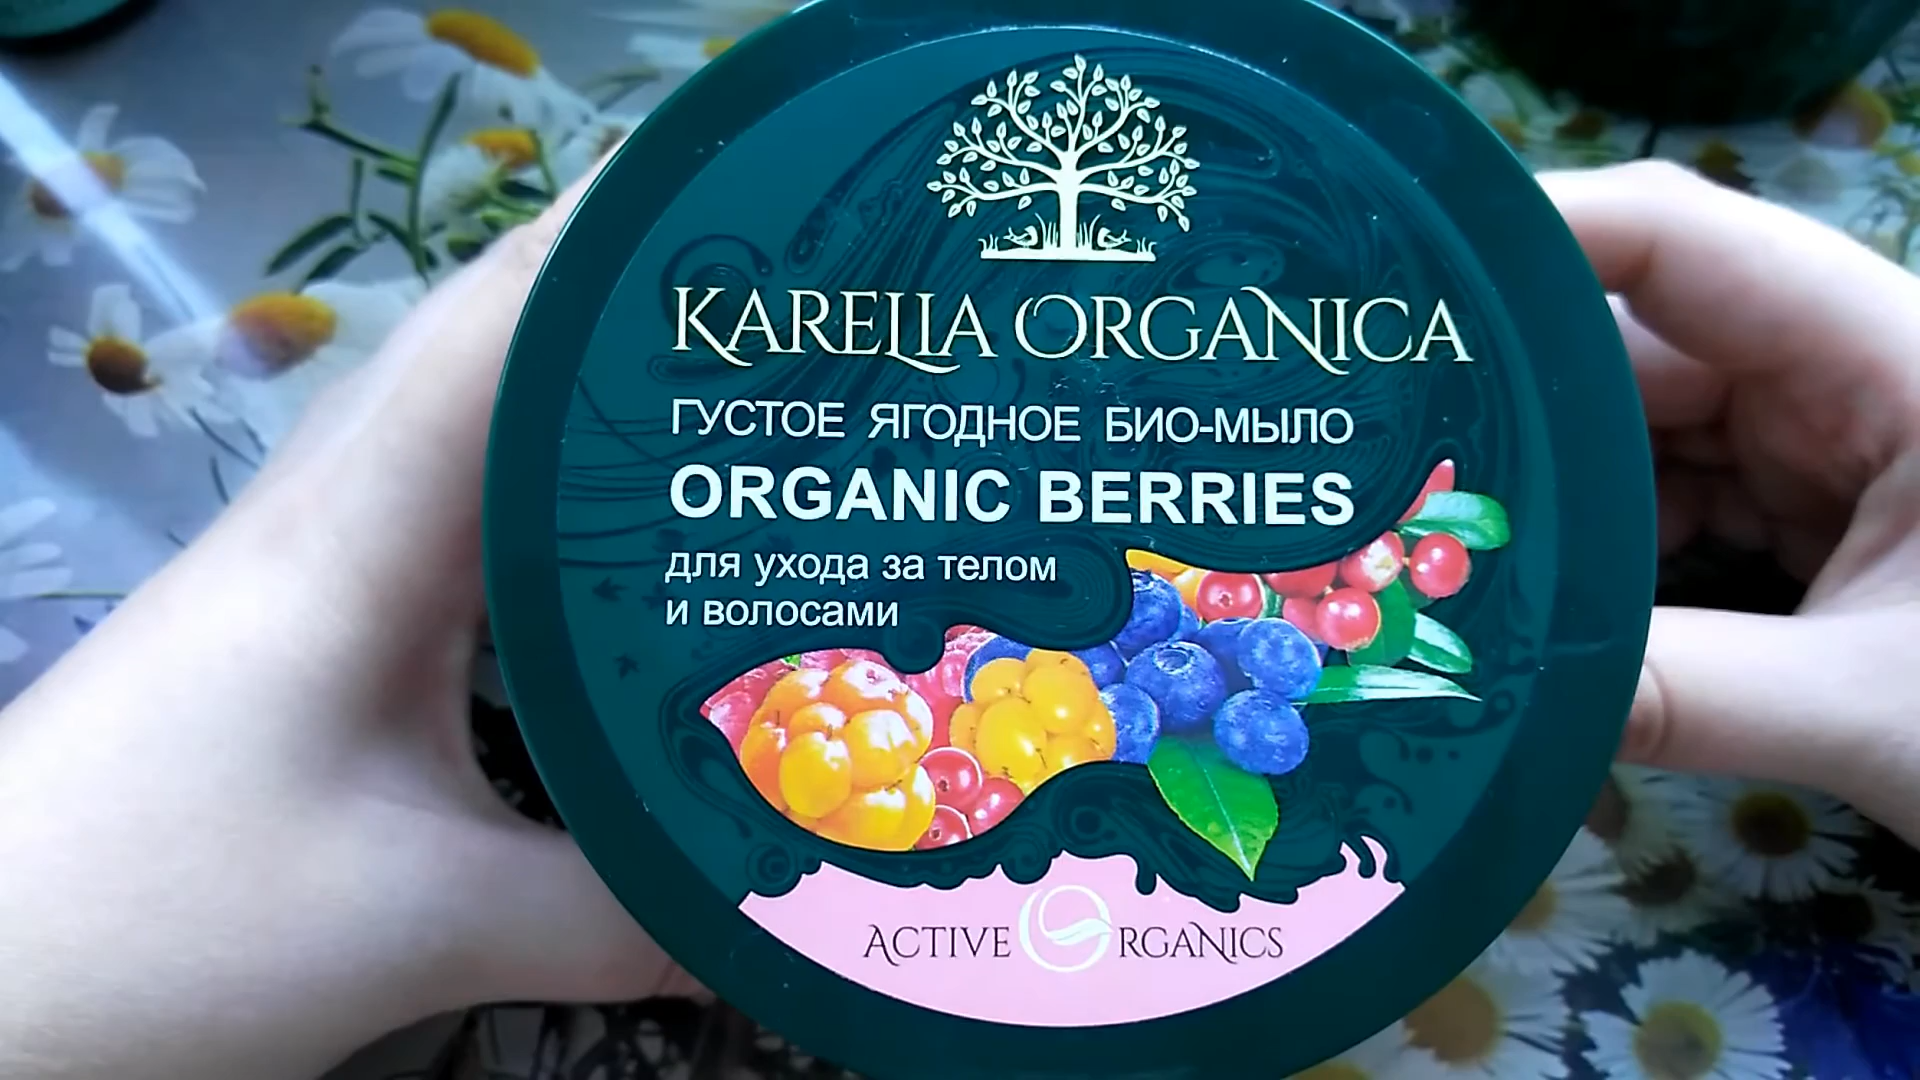 KARELIA ORGANICA
ГУСТОЕ ЯГОДНОЕ БИО-МЫЛО
ORGANIC BERRIES
для ухода за телом
и волосами
ACTIVE ORGANICS